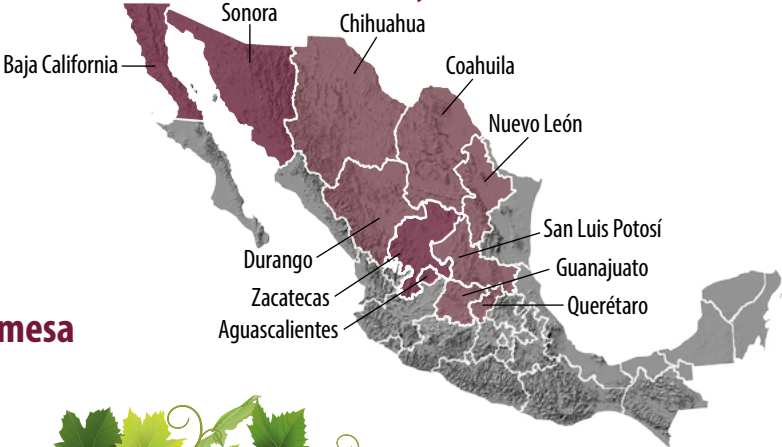 Sonora
Chihuahua
Baja California
Coahuila
Nuevo León
San Luis Potosí
Durango
Guanajuato
Zacatecas
Querétaro
Aguascalientes
mesa